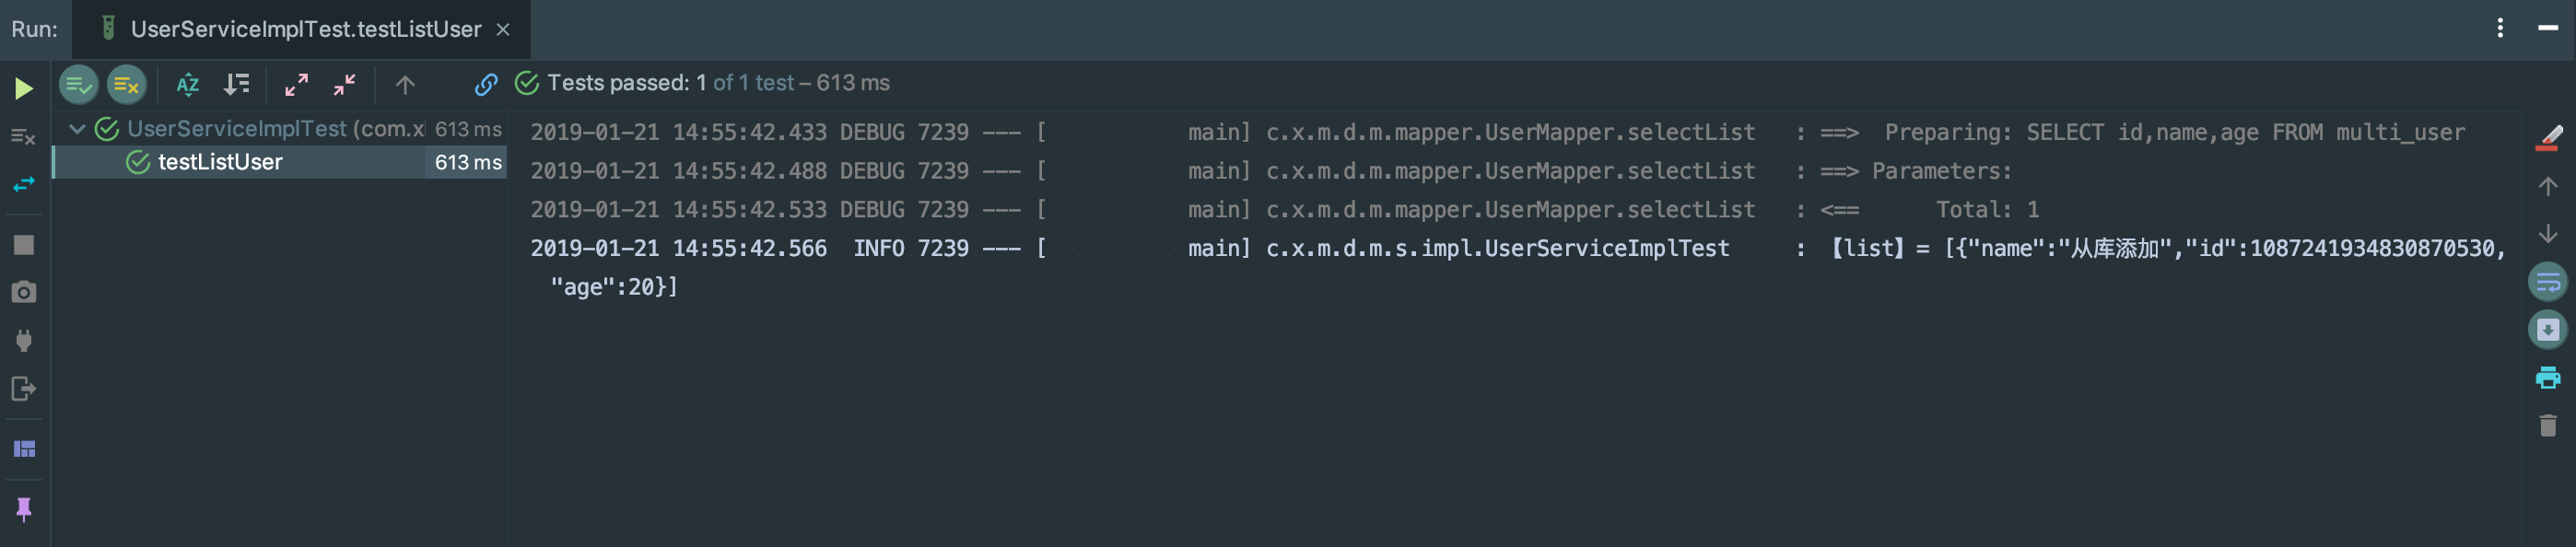 Run: UserServiceImplTest.testListUser
Tests passed: 1 of 1 test – 613 ms
UserServiceImplTest (com.x 613 ms
testListUser 613 ms
2019-01-21 14:55:42.433 DEBUG 7239 --- [           main] c.x.m.d.m.mapper.UserMapper.selectList   : ==>  Preparing: SELECT id,name,age FROM multi_user
2019-01-21 14:55:42.488 DEBUG 7239 --- [           main] c.x.m.d.m.mapper.UserMapper.selectList   : ==> Parameters:
2019-01-21 14:55:42.533 DEBUG 7239 --- [           main] c.x.m.d.m.mapper.UserMapper.selectList   : <==      Total: 1
2019-01-21 14:55:42.566  INFO 7239 --- [           main] c.x.m.d.m.s.impl.UserServiceImplTest     : 【list】= [{"name":"从库添加","id":1087241934830870530,
"age":20}]